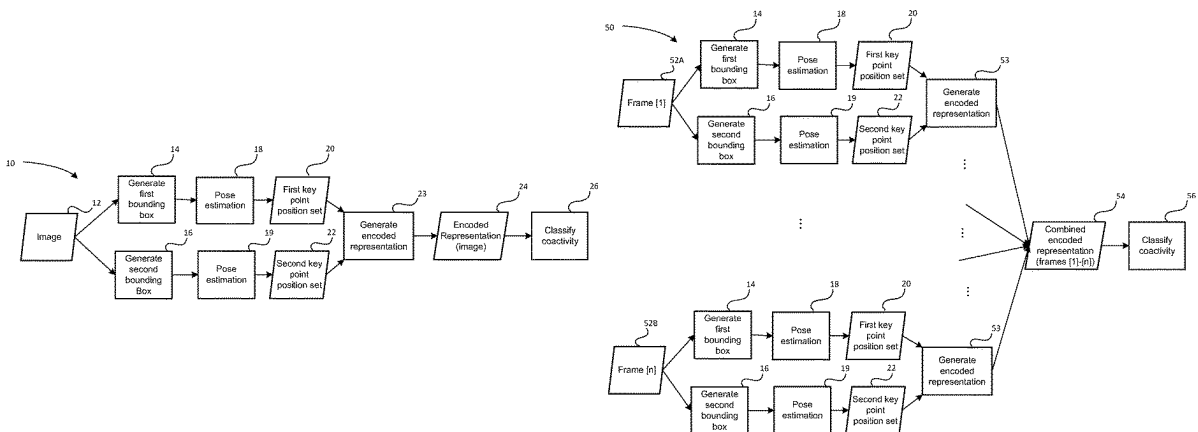 10
12
Image
14
Generate
first
bounding
box
18
Pose
estimation
20
First key
point
position set
16
Generate
second
bounding
Box
19
Pose
estimation
22
Second key
point
position set
23
Generate
encoded
representation
24
Encoded
Representation
(image)
26
Classify
coactivity
50
52A
Frame [1]
14
Generate
first
bounding
box
18
Pose
estimation
20
First key
point
position set
16
Generate
second
bounding
box
19
Pose
estimation
22
Second key
point
position set
53
Generate
encoded
representation
54
Combined
encoded
representation
(frames [1]-[n])
56
Classify
coactivity
52B
Frame [n]
14
Generate
first
bounding
box
18
Pose
estimation
20
First key
point
position set
16
Generate
second
bounding
box
19
Pose
estimation
22
Second key
point
position set
53
Generate
encoded
representation